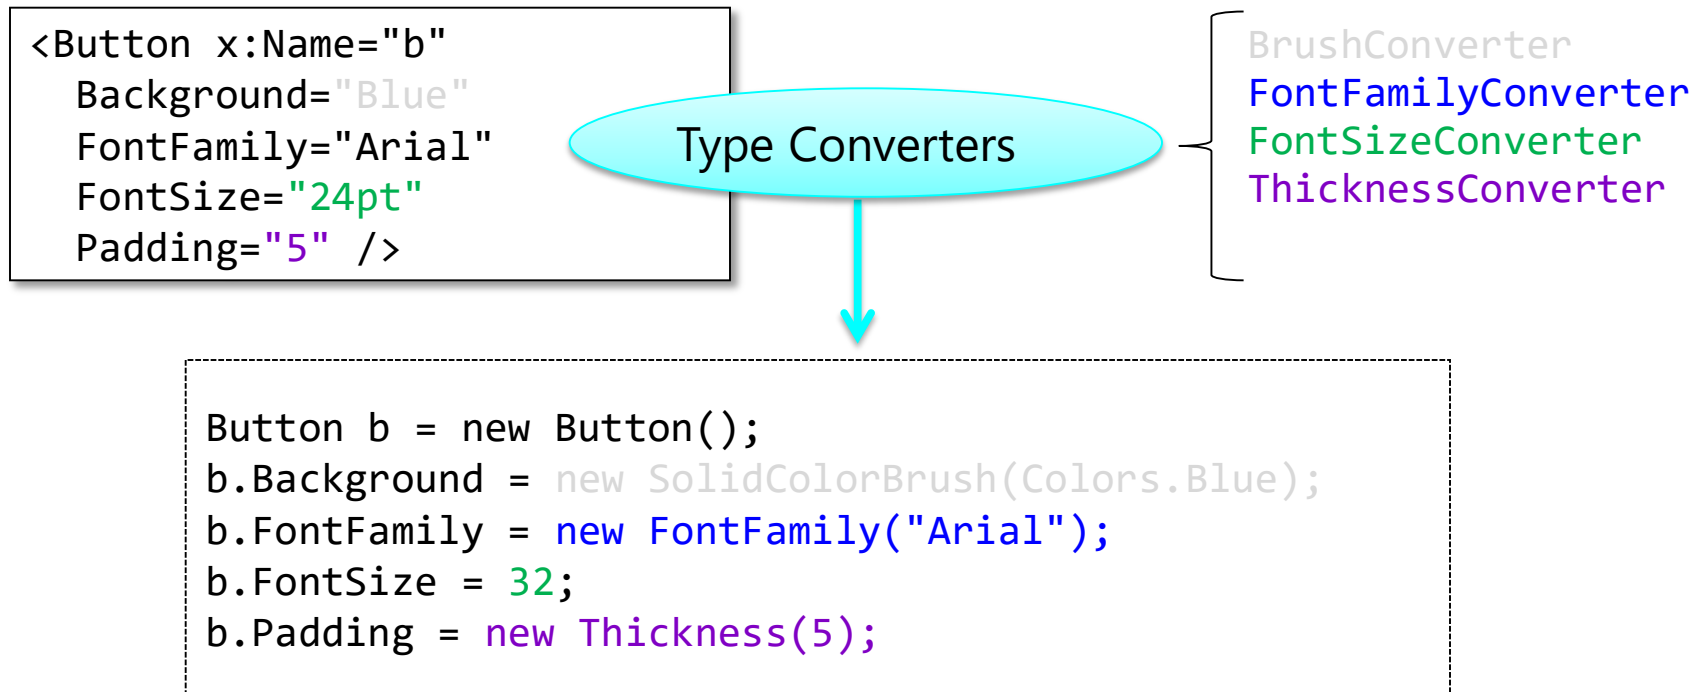 <Button x:Name="b"
Background="Blue"
FontFamily="Arial"
FontSize="24pt"
Padding="5" />
Type Converters
BrushConverter
FontFamilyConverter
FontSizeConverter
ThicknessConverter
Button b = new Button();
b.Background = new SolidColorBrush(Colors.Blue);
b.FontFamily = new FontFamily("Arial");
b.FontSize = 32;
b.Padding = new Thickness(5);